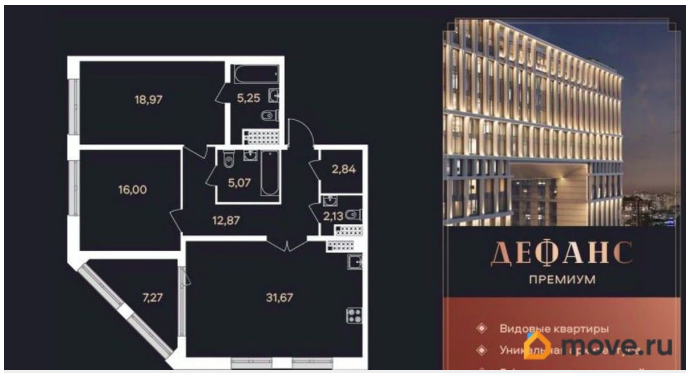 18,97
5,25
16,00
5,07
2,84
12,87
2,13
7,27
31,67
ДЕФАНС
ПРЕМИУМ
Видовые квартиры
move.ru